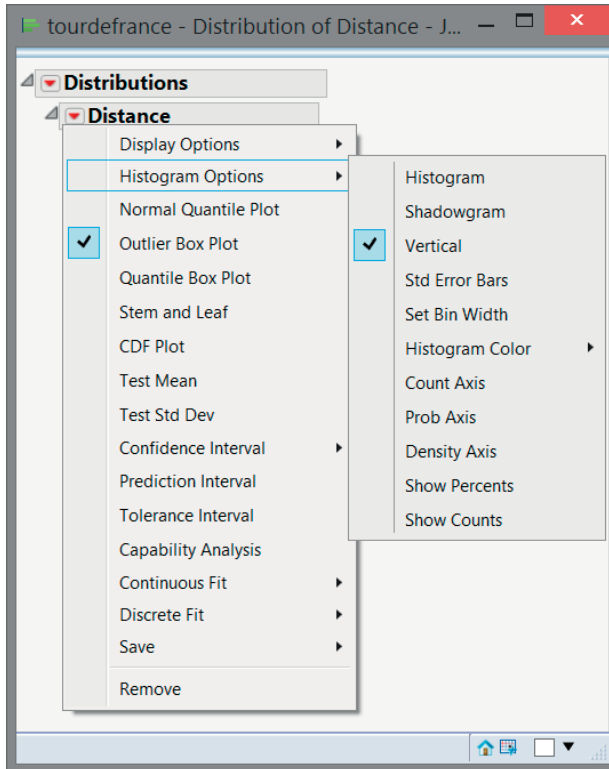 tourdefrance - Distribution of Distance - J...
Distributions
Distance
Display Options
Histogram Options
Normal Quantile Plot
Outlier Box Plot
Quantile Box Plot
Stem and Leaf
CDF Plot
Test Mean
Test Std Dev
Confidence Interval
Prediction Interval
Tolerance Interval
Capability Analysis
Continuous Fit
Discrete Fit
Save
Remove
Histogram
Shadowgram
Vertical
Std Error Bars
Set Bin Width
Histogram Color
Count Axis
Prob Axis
Density Axis
Show Percents
Show Counts